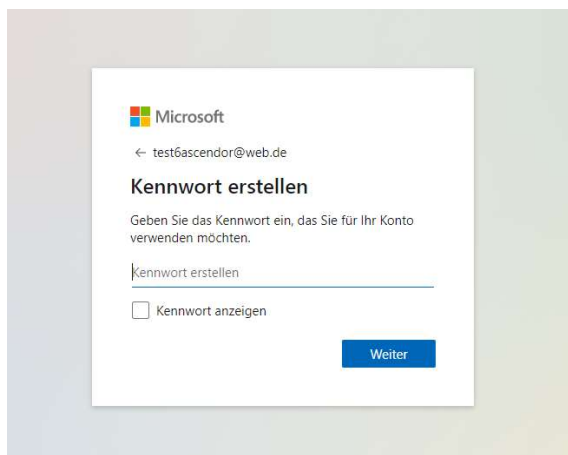 Microsoft
← test6ascendor@web.de
Kennwort erstellen
Geben Sie das Kennwort ein, das Sie für Ihr Konto
verwenden möchten.
Kennwort erstellen
Kennwort anzeigen
Weiter